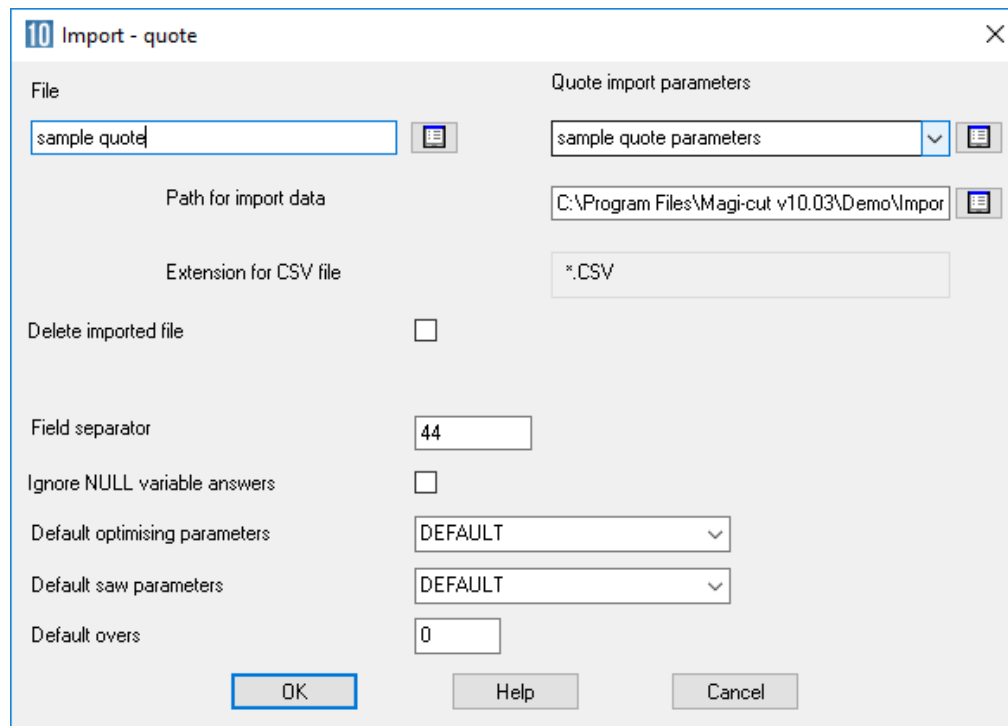 10 Import - quote
File
Quote import parameters
sample quote
sample quote parameters
Path for import data
C:\Program Files\Magi-cut v10.03\Demo\Impor
Extension for CSV file
*.CSV
Delete imported file
Field separator
44
Ignore NULL variable answers
Default optimising parameters
DEFAULT
Default saw parameters
DEFAULT
Default overs
0
OK
Help
Cancel